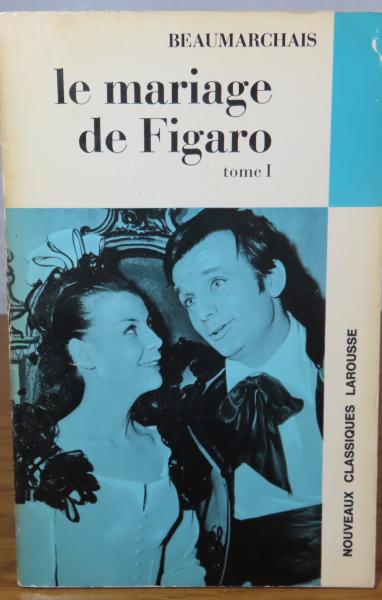 BEAUMARCHAIS
le mariage
de Figaro
tome I
NOUVEAUX CLASSIQUES LAROUSSE